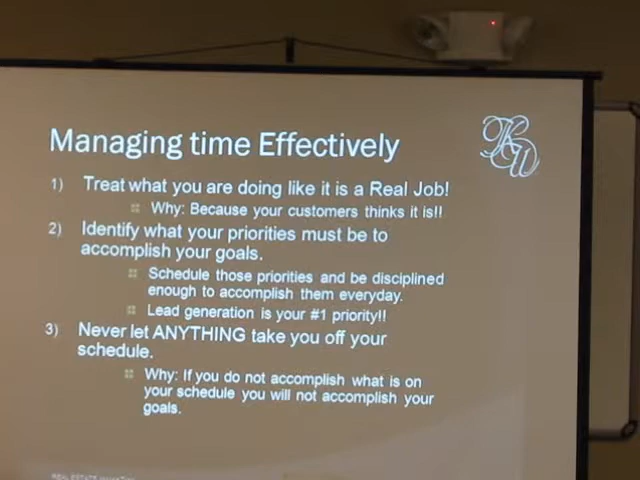 Managing time Effectively
KW
1) Treat what you are doing like it is a Real Job!
Why: Because your customers thinks it is!!
2) Identify what your priorities must be to
accomplish your goals.
Schedule those priorities and be disciplined
enough to accomplish them everyday.
Lead generation is your #1 priority!!
3) Never let ANYTHING take you off your
schedule.
Why: If you do not accomplish what is on
your schedule you will not accomplish your
goals.
REAL ESTATE